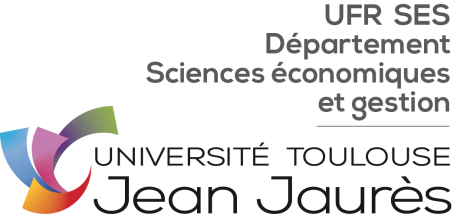 UFR SES
Département
Sciences économiques
et gestion
UNIVERSITÉ TOULOUSE
Jean Jaurès